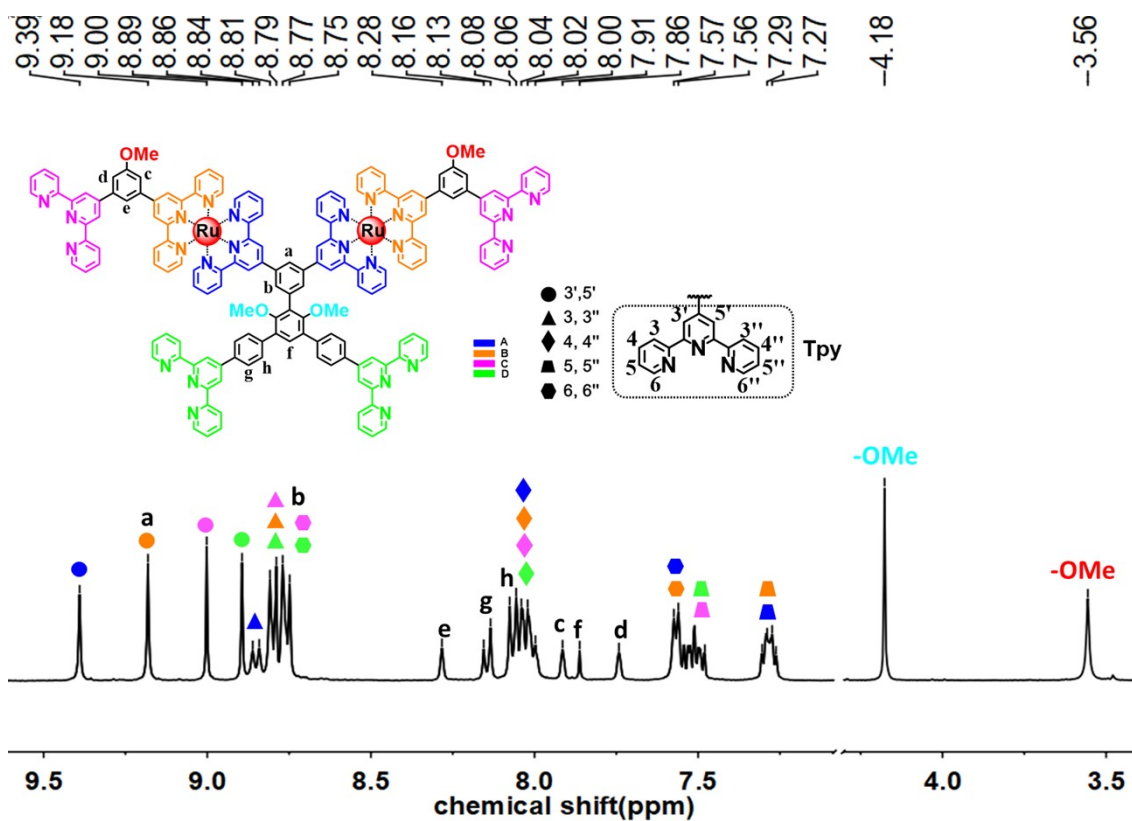 9.39 9.18 9.00 8.89 8.86 8.84 8.81 8.79 8.77 8.75 8.28 8.16 8.13 8.08 8.06 8.04 8.02 8.00 7.91 7.86 7.57 7.56 7.29 7.27 4.18 3.56
OMe OMe
d c
e
N N N N N N N N N N N N
Ru Ru
N N N N N N
a
b
MeO OMe
f
g h
N N N N N N
A
B
C
D
3',5'
3, 3''
4, 4''
5, 5''
6, 6''
3' 5'
3 3''
4 4''
5 5''
6 6''
N N N
Tpy
-OMe
-OMe
a b
e g h c f d
9.5 9.0 8.5 8.0 7.5 4.0 3.5
chemical shift(ppm)